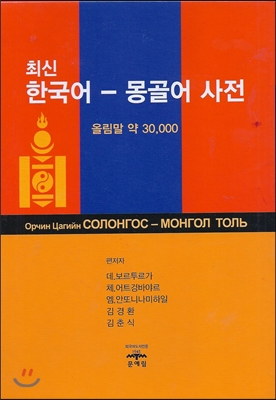 최신
한국어 – 몽골어 사전
올림말 약 30,000
Орчин Цагийн СОЛОНГОС – МОНГОЛ ТОЛЬ
편저자
데.보르투르가
체.어트겅바야르
엠.안또니나미하일
김 경 환
김 춘 식
문예림
YES24